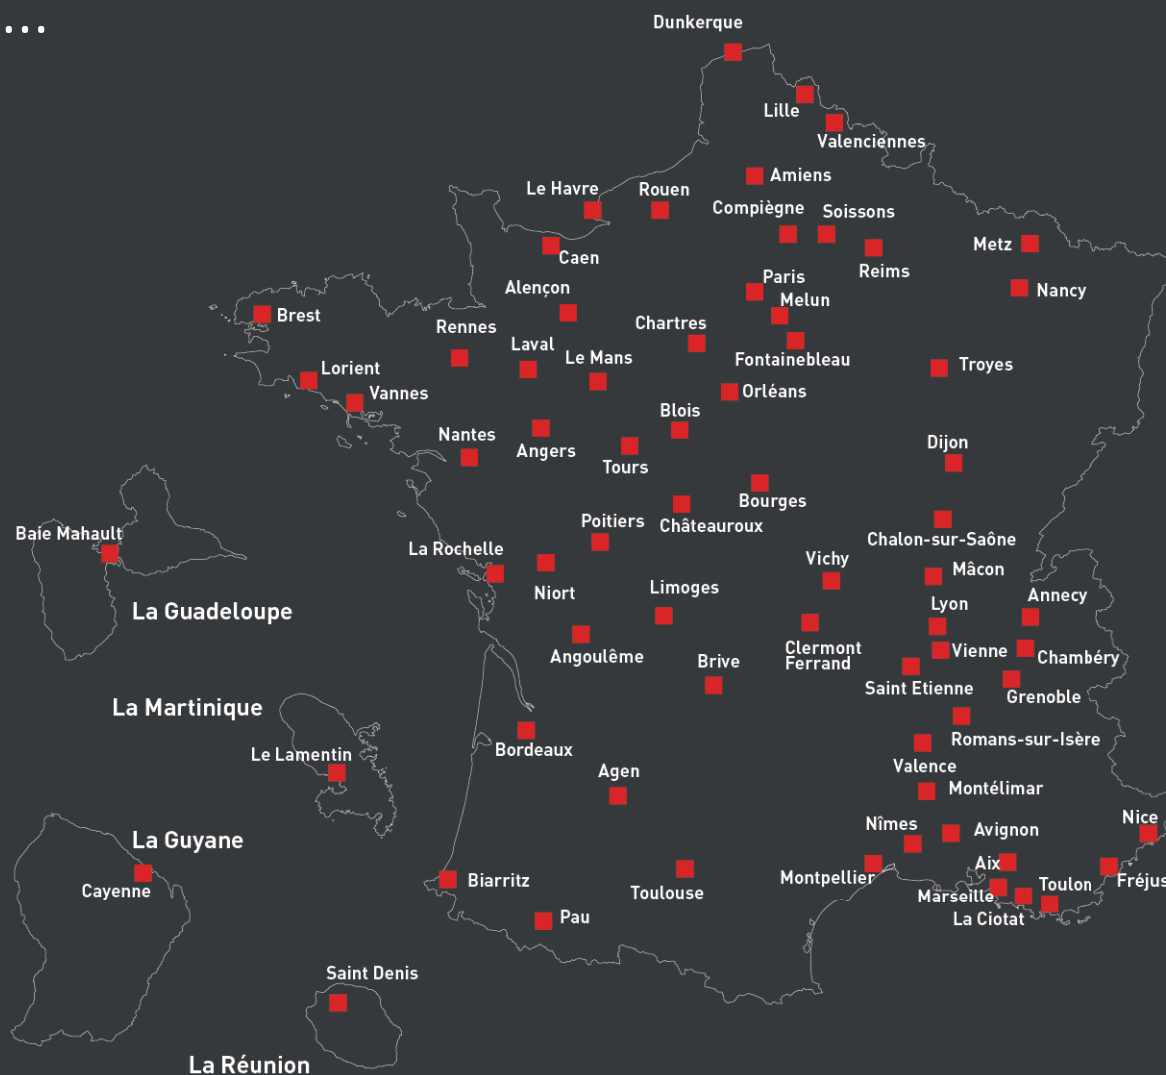 ...
Dunkerque
Lille
Valenciennes
Amiens
Le Havre
Rouen
Compiègne
Soissons
Caen
Reims
Metz
Nancy
Paris
Melun
Alençon
Brest
Rennes
Chartres
Laval
Le Mans
Fontainebleau
Troyes
Lorient
Vannes
Orléans
Blois
Nantes
Angers
Tours
Dijon
Bourges
Châteauroux
Poitiers
Chalon-sur-Saône
Baie Mahault
La Rochelle
Vichy
Mâcon
Niort
Limoges
Annecy
Lyon
La Guadeloupe
Angoulême
Clermont
Ferrand
Vienne
Chambéry
Brive
Saint Etienne
Grenoble
La Martinique
Romans-sur-Isère
Bordeaux
Le Lamentin
Valence
Agen
Montélimar
Nice
Nîmes
Avignon
La Guyane
Aix
Cayenne
Biarritz
Toulouse
Montpellier
Fréjus
Toulon
Marseille
Pau
La Ciotat
Saint Denis
La Réunion